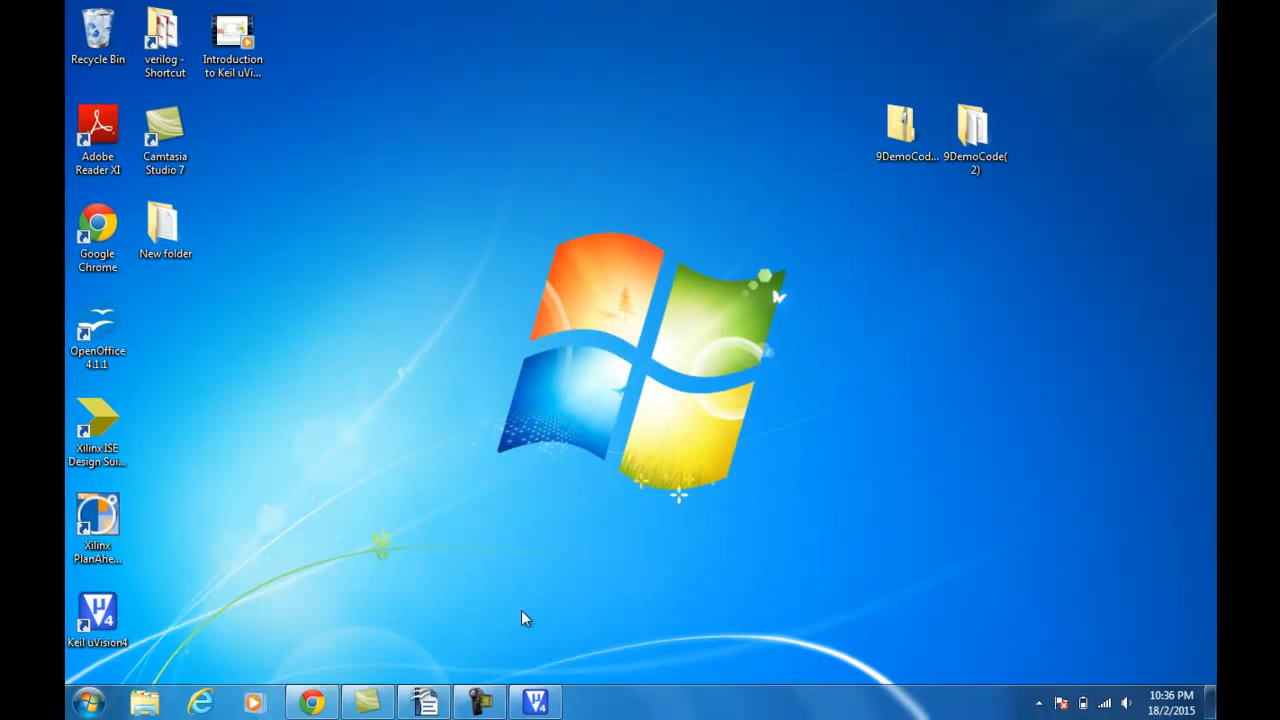 Recycle Bin
verilog -
Shortcut
Introduction
to Keil uVi...
Adobe
Reader XI
Camtasia
Studio 7
9DemoCod...
9DemoCode(
2)
Google
Chrome
New folder
OpenOffice
4.1.1
Xilinx ISE
Design Sui...
Xilinx
PlanAhe...
µ
4
Keil uVision4
µ
4
10:36 PM
18/2/2015